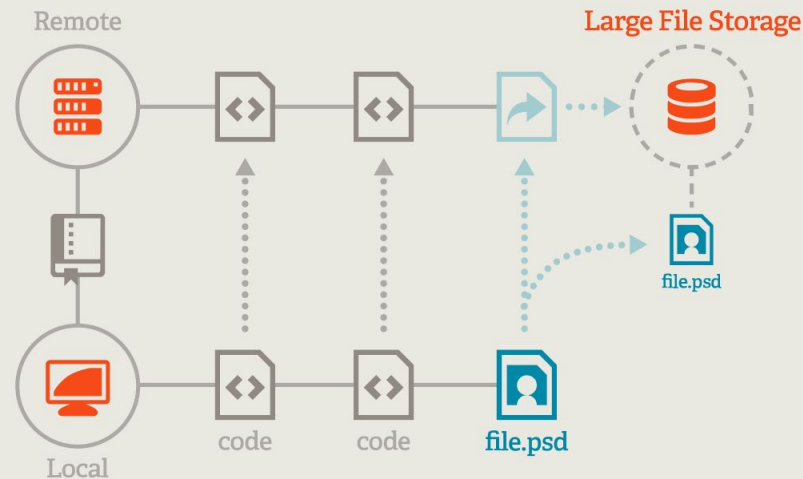 Remote
Large File Storage
file.psd
code
code
file.psd
Local